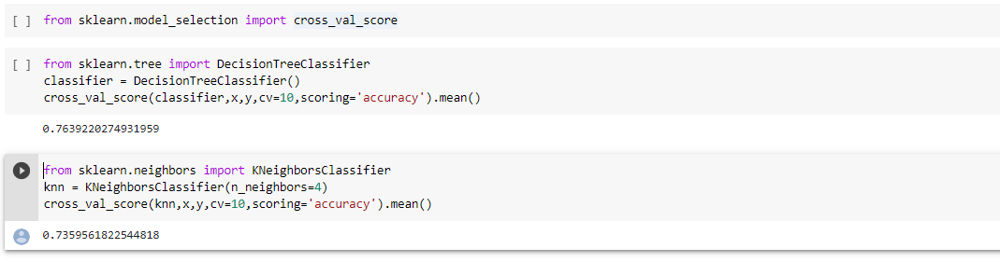 [ ] from sklearn.model_selection import cross_val_score
[ ] from sklearn.tree import DecisionTreeClassifier
classifier = DecisionTreeClassifier()
cross_val_score(classifier,x,y,cv=10,scoring='accuracy').mean()
0.7639220274931959
from sklearn.neighbors import KNeighborsClassifier
knn = KNeighborsClassifier(n_neighbors=4)
cross_val_score(knn,x,y,cv=10,scoring='accuracy').mean()
0.7359561822544818